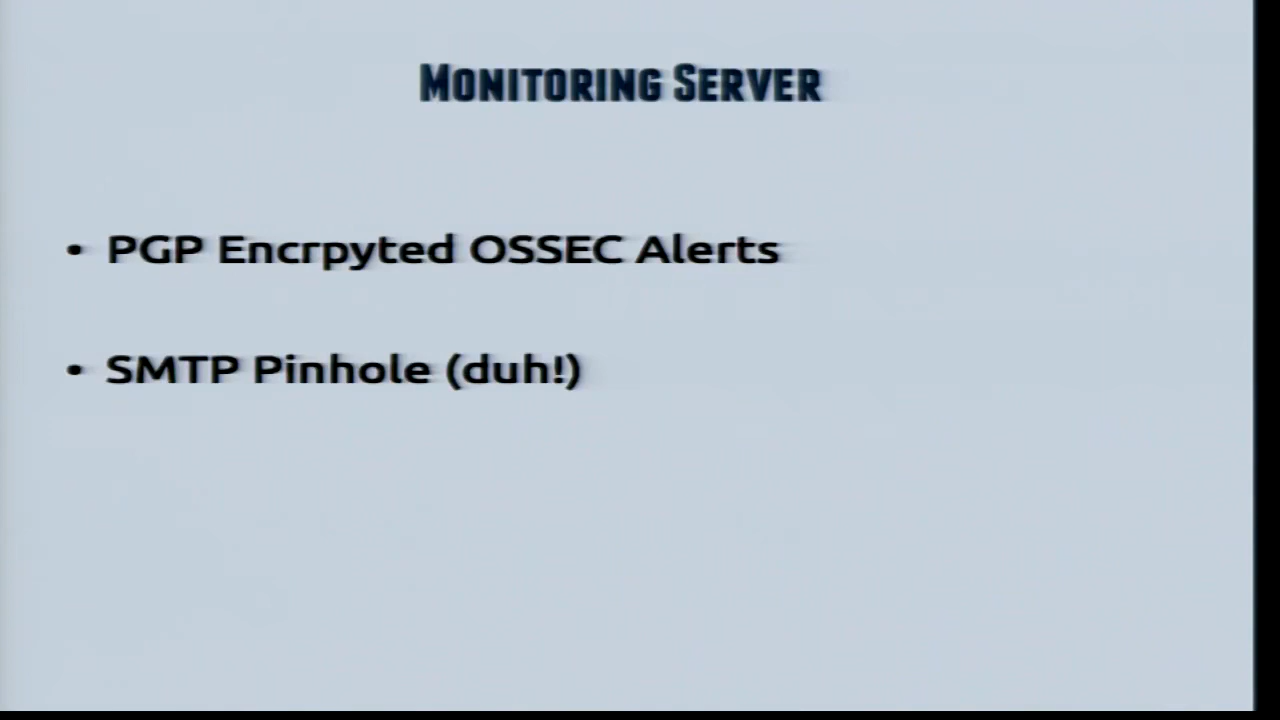 Monitoring Server
• PGP Encrpyted OSSEC Alerts
• SMTP Pinhole (duh!)